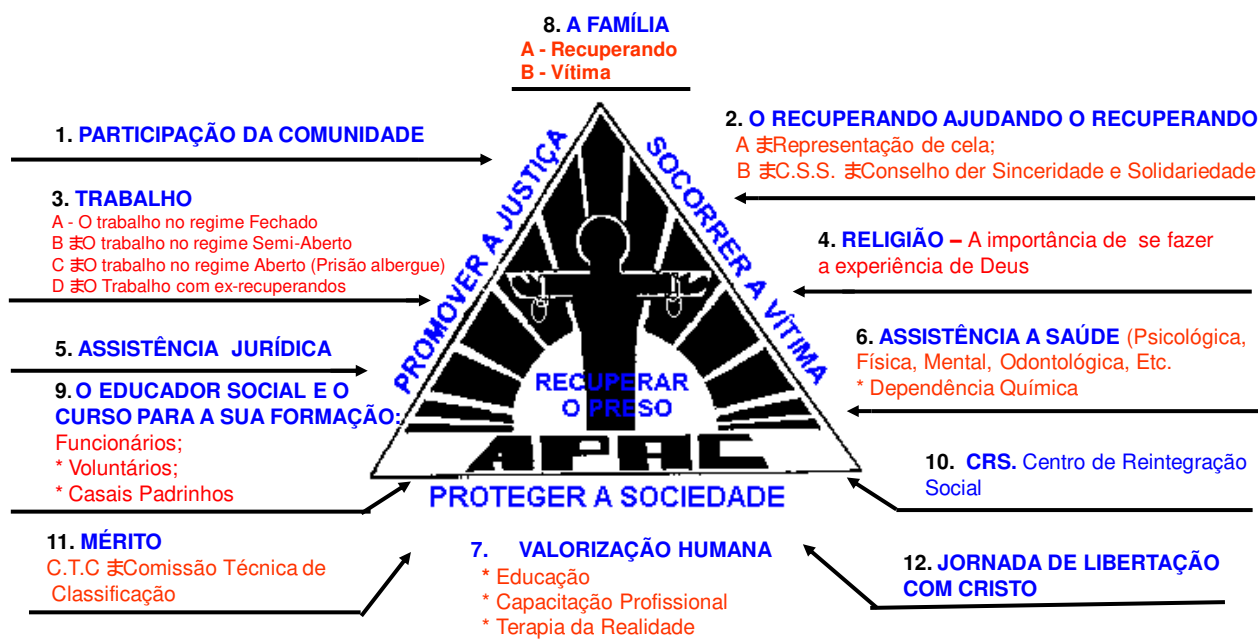 8. A FAMÍLIA
A - Recuperando
B - Vítima
1. PARTICIPAÇÃO DA COMUNIDADE
2. O RECUPERANDO AJUDANDO O RECUPERANDO
A まRepresentação de cela;
B まC.S.S. まConselho der Sinceridade e Solidariedade
3. TRABALHO
A - O trabalho no regime Fechado
B まO trabalho no regime Semi-Aberto
C まO trabalho no regime Aberto (Prisão albergue)
D まO Trabalho com ex-recuperandos
4. RELIGIÃO – A importância de se fazer
a experiência de Deus
5. ASSISTÊNCIA JURÍDICA
6. ASSISTÊNCIA A SAÚDE (Psicológica,
Física, Mental, Odontológica, Etc.
* Dependência Química
9. O EDUCADOR SOCIAL E O
CURSO PARA A SUA FORMAÇÃO:
Funcionários;
* Voluntários;
* Casais Padrinhos
PROMOVER A JUSTIÇA
SOCORRER A VÍTIMA
RECUPERAR
O PRESO
APAC
PROTEGER A SOCIEDADE
10. CRS. Centro de Reintegração
Social
11. MÉRITO
C.T.C まComissão Técnica de
Classificação
7. VALORIZAÇÃO HUMANA
* Educação
* Capacitação Profissional
* Terapia da Realidade
12. JORNADA DE LIBERTAÇÃO
COM CRISTO